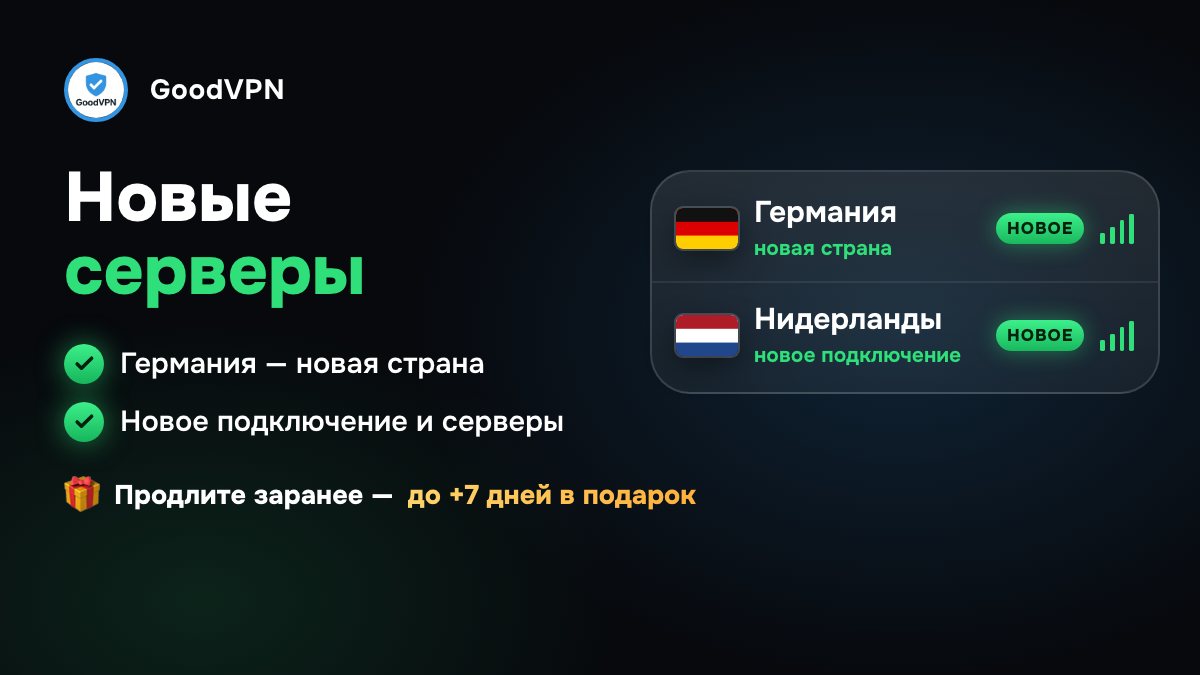 GoodVPN
GoodVPN
Новые
серверы
Германия — новая страна
Новое подключение и серверы
Продлите заранее — до +7 дней в подарок
Германия
новая страна
НОВОЕ
Нидерланды
новое подключение
НОВОЕ